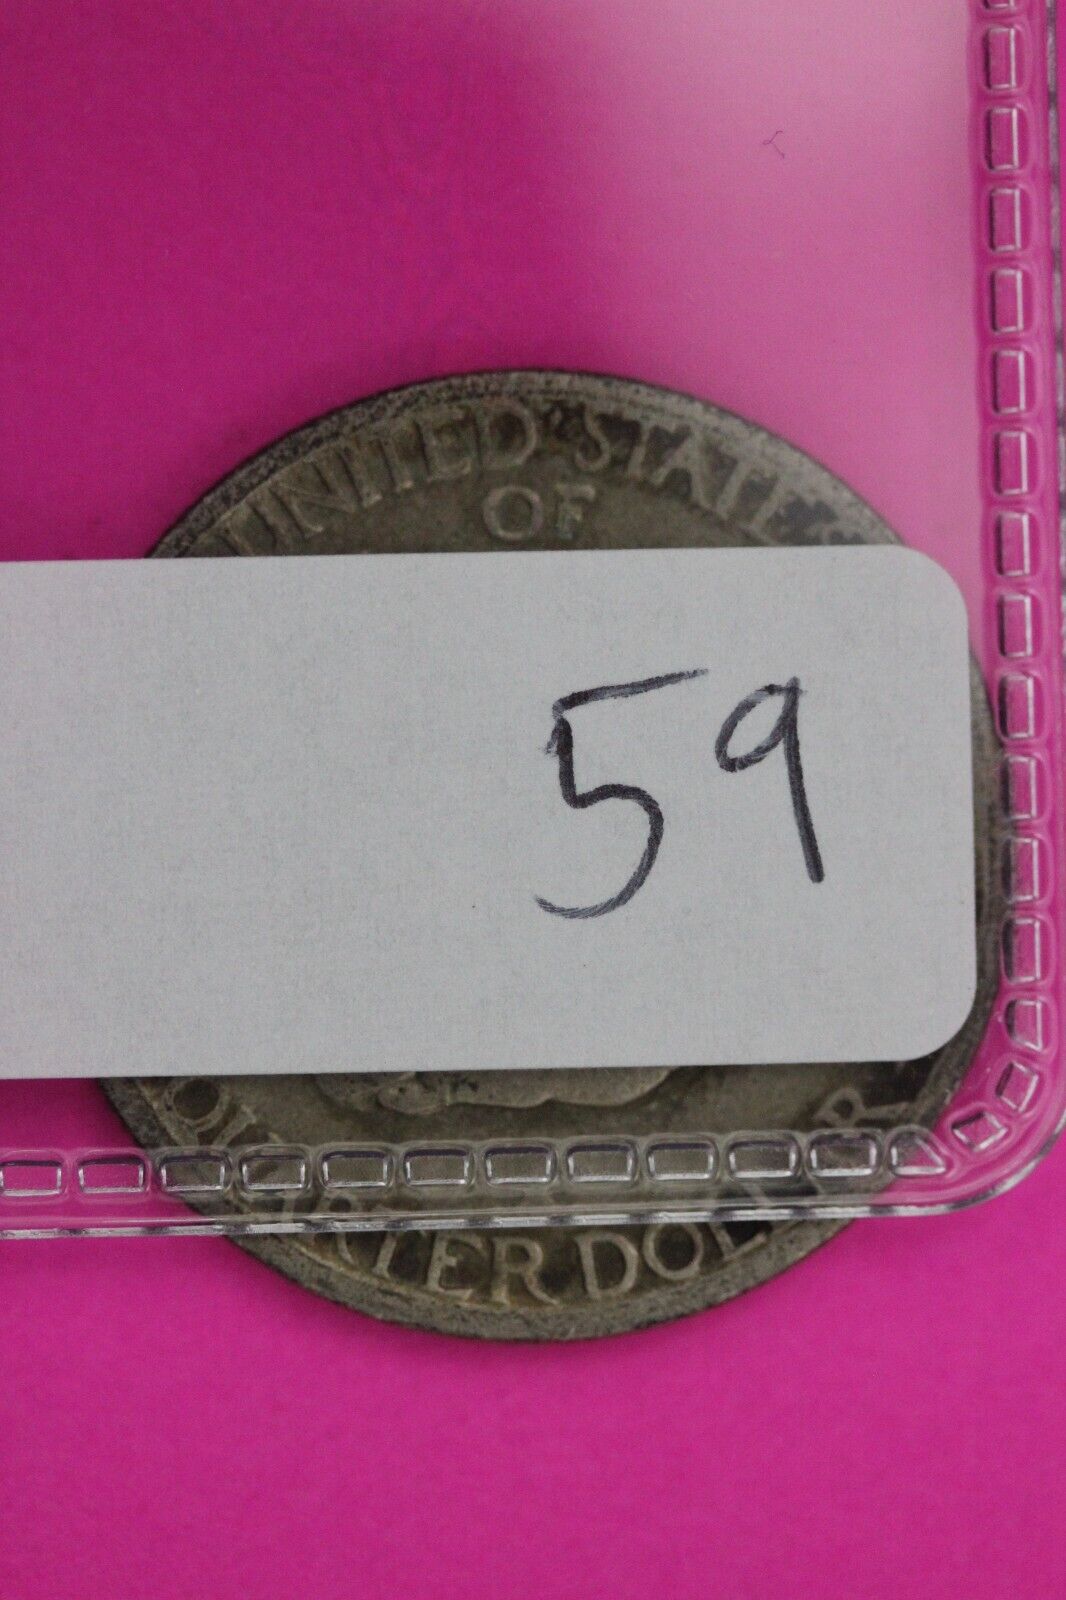 UNITED STATES
OF
59
QUARTER DOLLAR